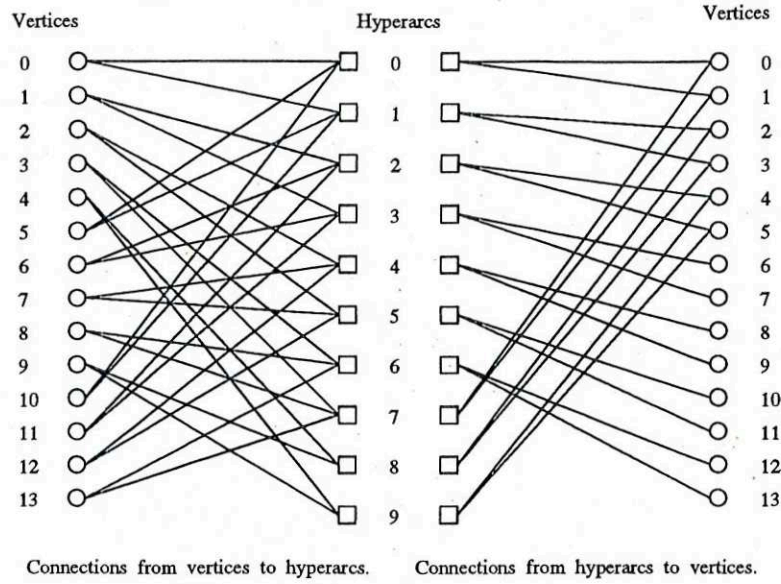 Vertices Hyperarcs Vertices
0 0 0
1 1 1
2 2 2
3 3 3
4 4 4
5 5 5
6 6 6
7 7 7
8 8 8
9 9 9
10 10
11 11
12 12
13 13
Connections from vertices to hyperarcs. Connections from hyperarcs to vertices.